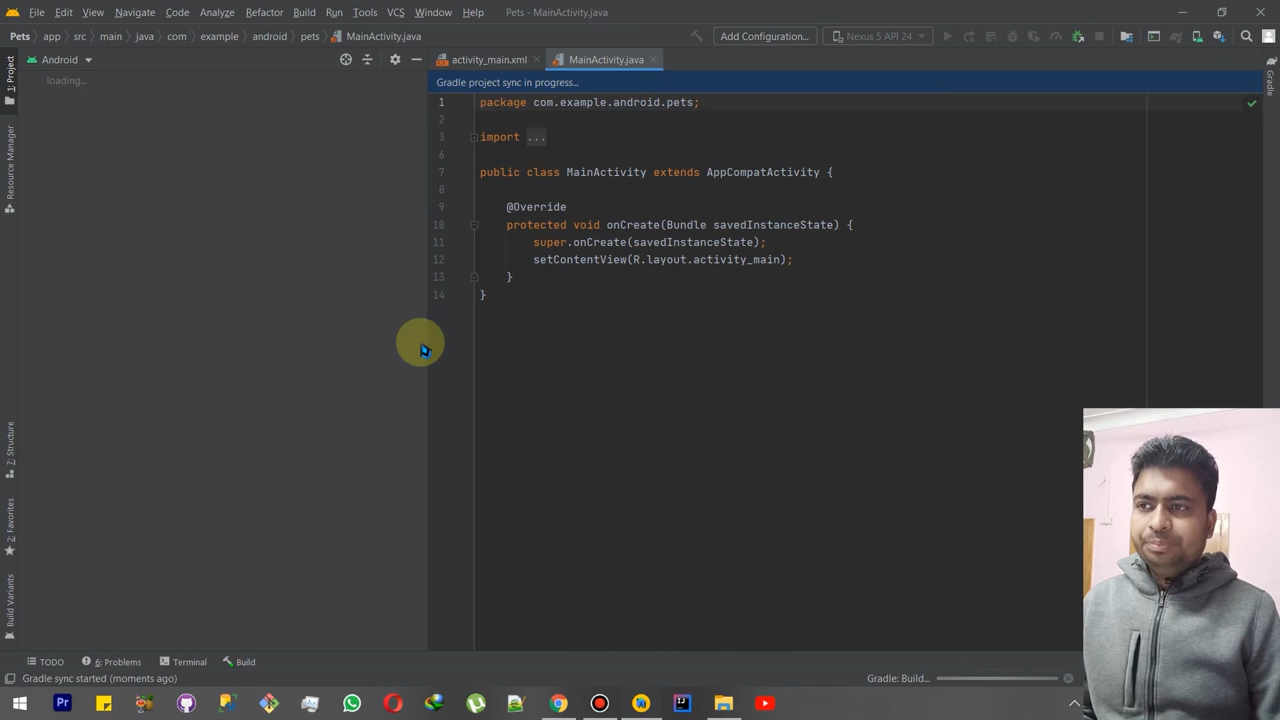 File Edit View Navigate Code Analyze Refactor Build Run Tools VCS Window Help Pets - MainActivity.java
Pets app src main java com example android pets MainActivity.java Add Configuration... Nexus 5 API 24
1: Project
Resource Manager
7: Structure
2: Favorites
Build Variants
Android
loading...
activity_main.xml MainActivity.java
Gradle project sync in progress...
1 package com.example.android.pets;
2
3 import ...
6
7 public class MainActivity extends AppCompatActivity {
8
9 @Override
10 protected void onCreate(Bundle savedInstanceState) {
11 super.onCreate(savedInstanceState);
12 setContentView(R.layout.activity_main);
13 }
14 }
Gradle
TODO 6: Problems Terminal Build
Gradle sync started (moments ago) Gradle: Build...
Pr